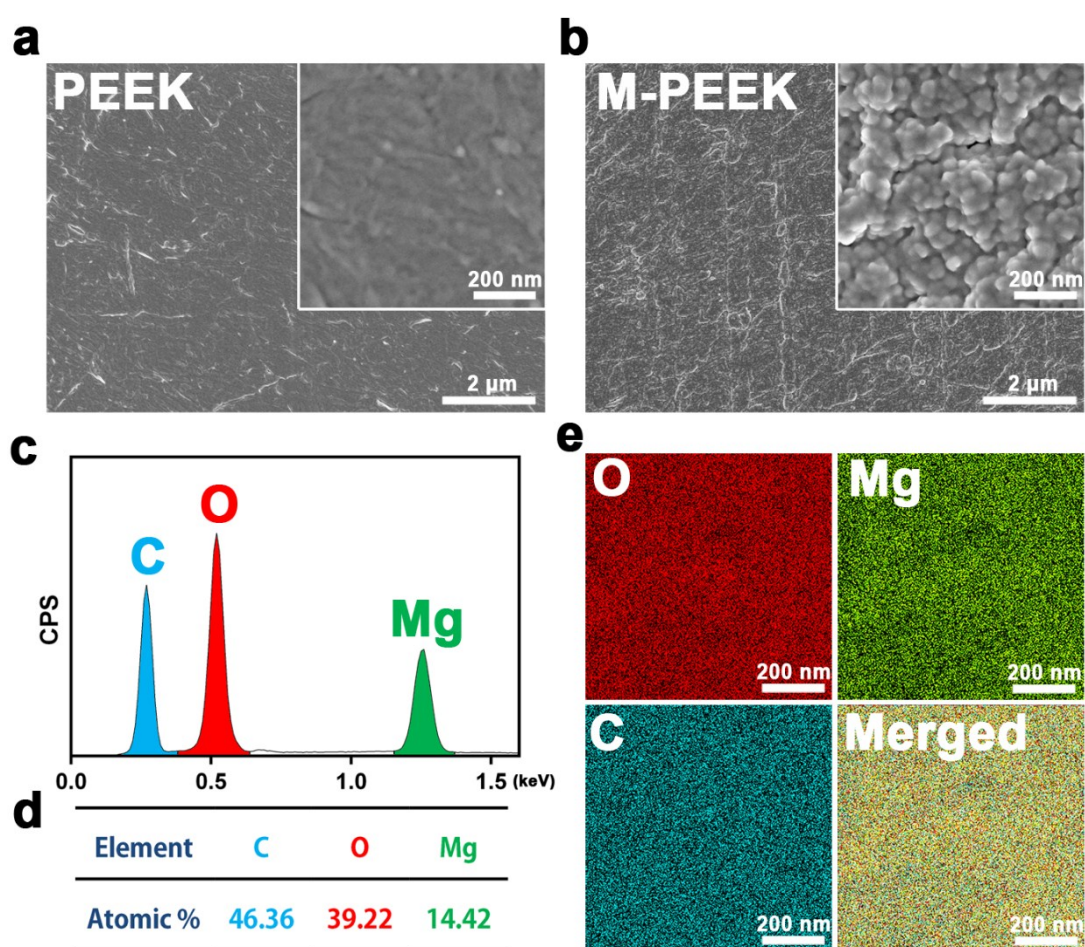 a
PEEK
200 nm
2 μm
b
M-PEEK
200 nm
2 μm
c
CPS
C
O
Mg
0.0 0.5 1.0 1.5 (keV)
d
Element C O Mg
Atomic % 46.36 39.22 14.42
e
O
200 nm
Mg
200 nm
C
200 nm
Merged
200 nm